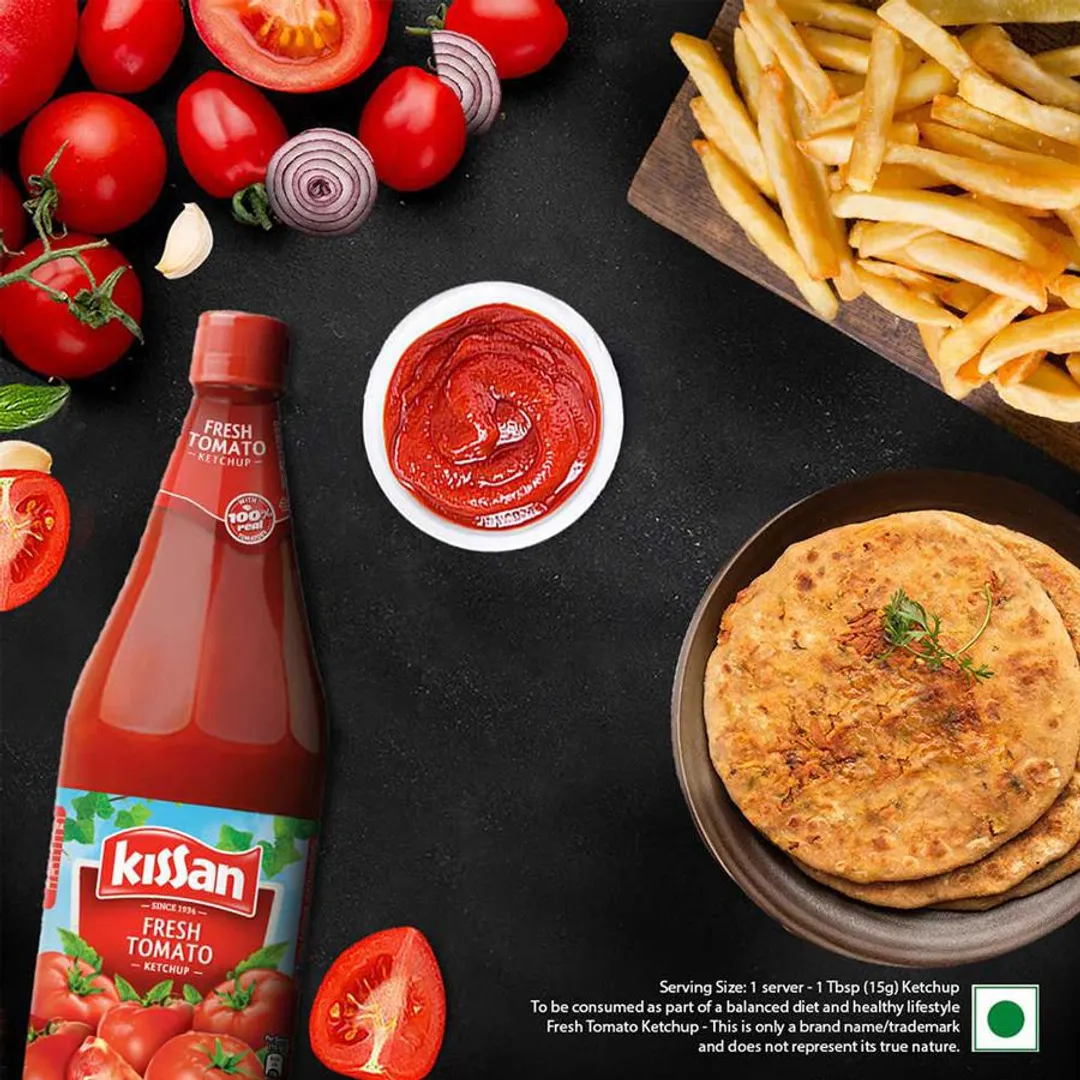 FRESH
TOMATO
- KETCHUP -
WITH
100%
real
TOMATOES
kissan
- SINCE 1934 -
FRESH
TOMATO
- KETCHUP -
Serving Size: 1 server - 1 Tbsp (15g) Ketchup
To be consumed as part of a balanced diet and healthy lifestyle
Fresh Tomato Ketchup - This is only a brand name/trademark
and does not represent its true nature.